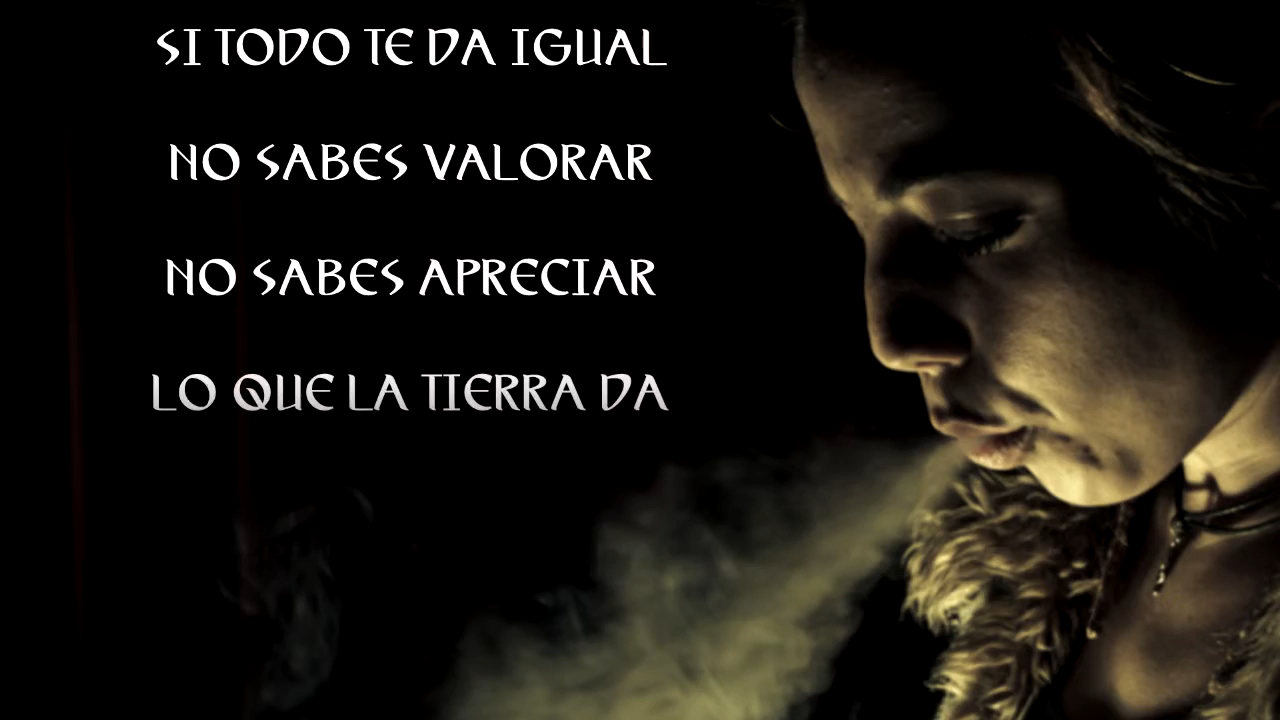 SI TODO TE DA IGUAL
NO SABES VALORAR
NO SABES APRECIAR
LO QUE LA TIERRA DA